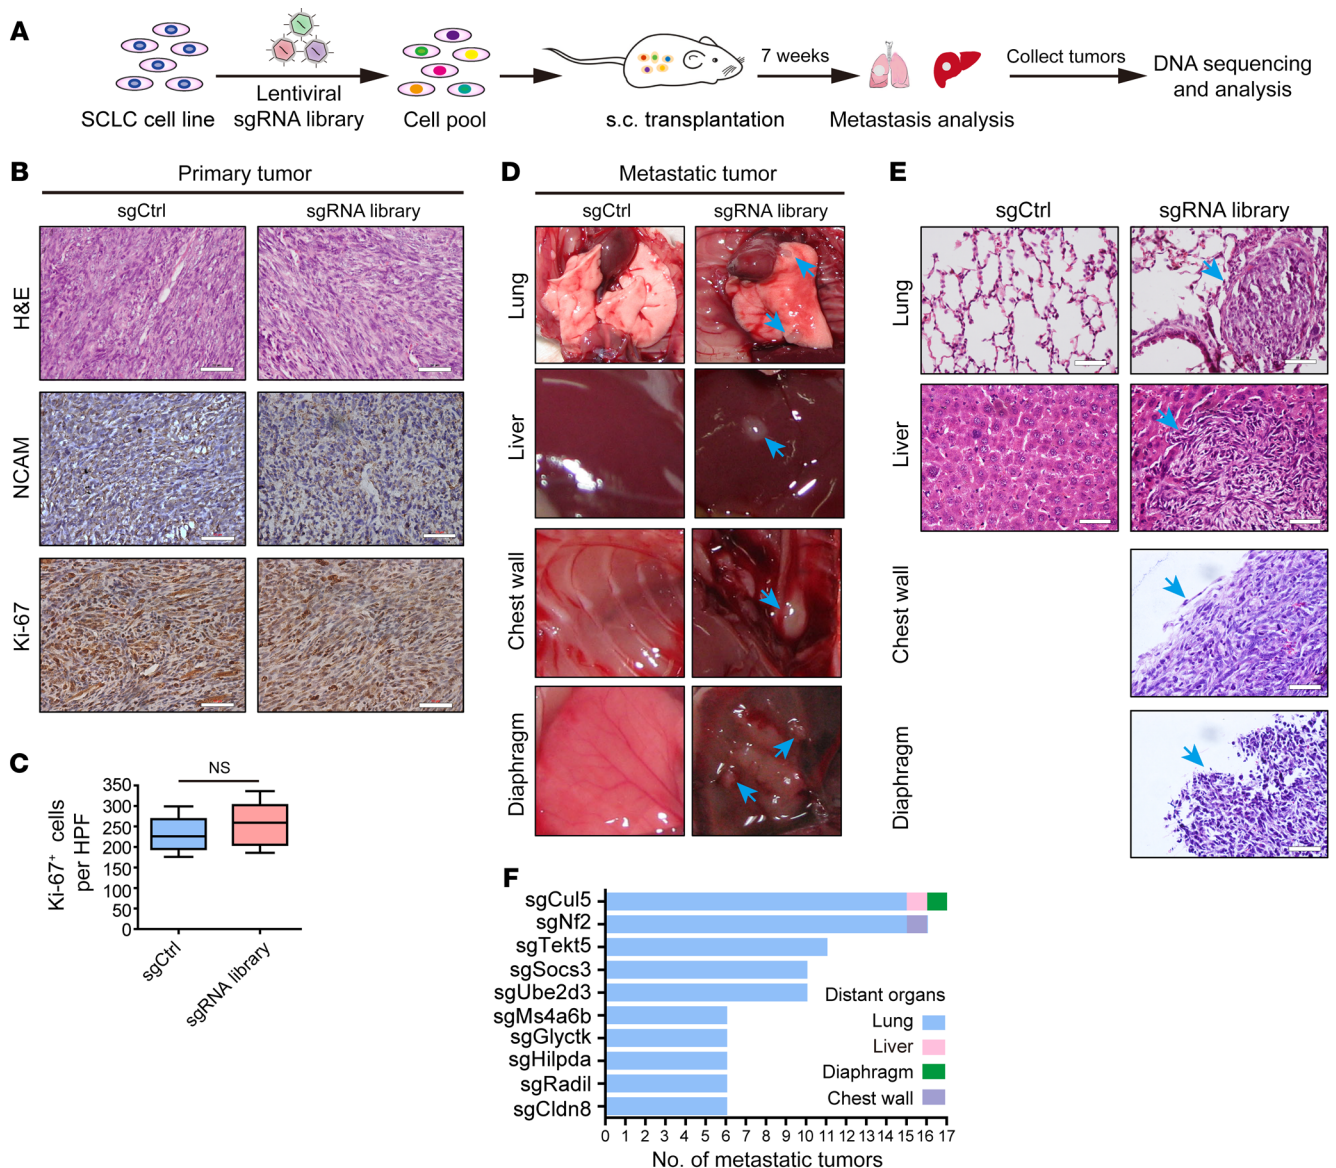 A
SCLC cell line
Lentiviral
sgRNA library
Cell pool
s.c. transplantation
7 weeks
Metastasis analysis
Collect tumors
DNA sequencing
and analysis
B
Primary tumor
sgCtrl
sgRNA library
H&E
NCAM
Ki-67
C
NS
Ki-67+ cells
per HPF
350
300
250
200
150
100
50
0
sgCtrl
sgRNA library
D
Metastatic tumor
sgCtrl
sgRNA library
Lung
Liver
Chest wall
Diaphragm
E
sgCtrl
sgRNA library
Lung
Liver
Chest wall
Diaphragm
F
sgCul5
sgNf2
sgTekt5
sgSocs3
sgUbe2d3
sgMs4a6b
sgGlyctk
sgHilpda
sgRadil
sgCldn8
Distant organs
Lung
Liver
Diaphragm
Chest wall
0 1 2 3 4 5 6 7 8 9 10 11 12 13 14 15 16 17
No. of metastatic tumors